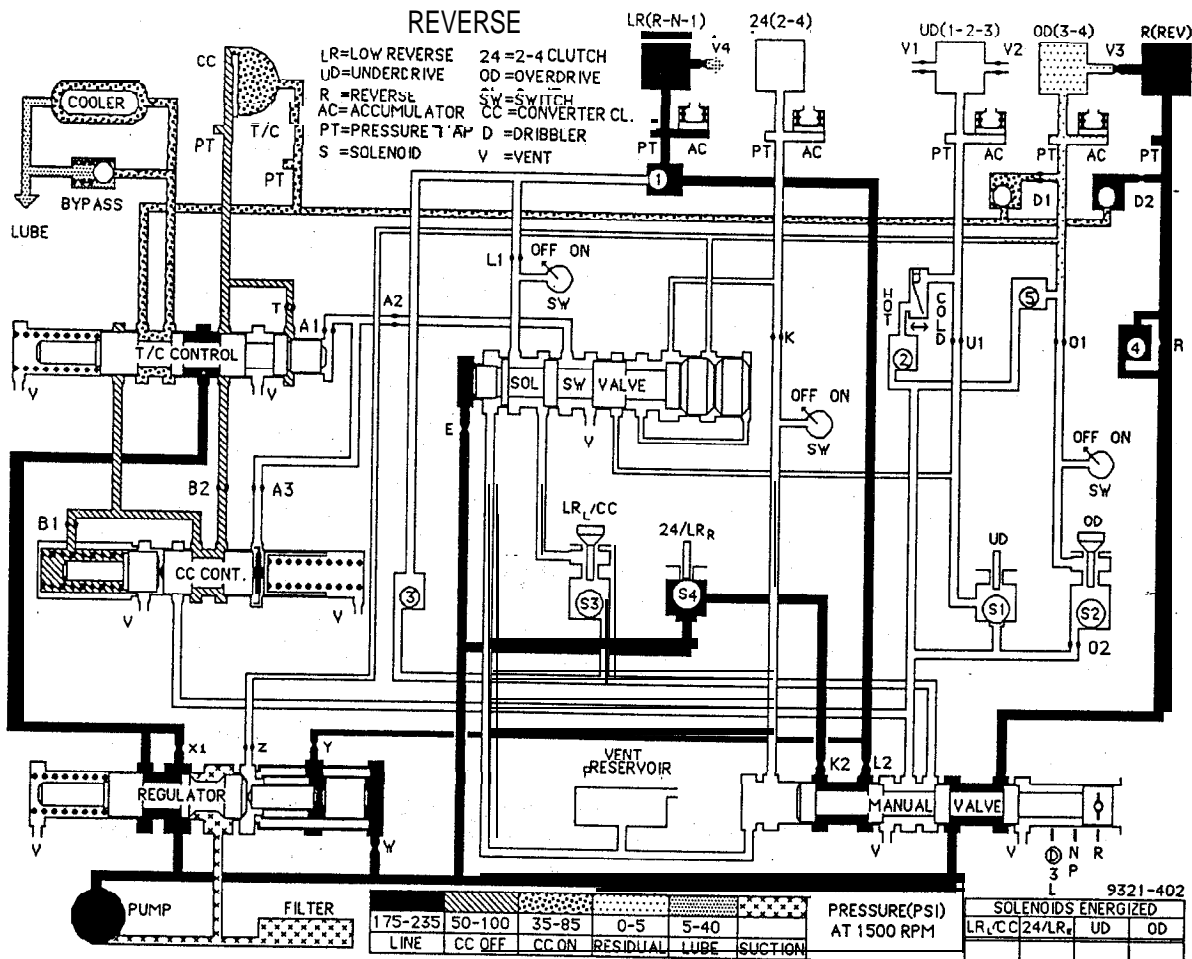 REVERSE
LR=LOW REVERSE 24=2-4 CLUTCH
UD=UNDERDRIVE OD=OVERDRIVE
R =REVERSE SW=SWITCH
AC=ACCUMULATOR CC =CONVERTER CL.
PT=PRESSURE TAP D =DRIBBLER
S =SOLENOID V =VENT
LR(R-N-1)
24(2-4)
UD(1-2-3)
OD(3-4)
R(REV)
V4
V1
V2
V3
CC
COOLER
T/C
PT
PT
BYPASS
LUBE
PT AC
PT AC
PT AC
PT AC
PT
1
D1
D2
L1
OFF ON
SW
A2
T
A1
T/C CONTROL
V
V
HOT
COLD
5
2
U1
O1
4
R
K
SOL SW VALVE
E
V
OFF ON
SW
OFF ON
SW
B2
A3
B1
CC CONT.
V
V
3
LRL/CC
S3
24/LRR
S4
UD
S1
OD
S2
O2
X1
Z
Y
REGULATOR
V
W
VENT
RESERVOIR
K2
L2
MANUAL VALVE
V
V
D
3
L
N
P
R
9321-402
PUMP
FILTER
175-235 50-100 35-85 0-5 5-40
LINE CC OFF CC ON RESIDUAL LUBE SUCTION
PRESSURE(PSI)
AT 1500 RPM
SOLENOIDS ENERGIZED
LRL/CC 24/LRR UD OD